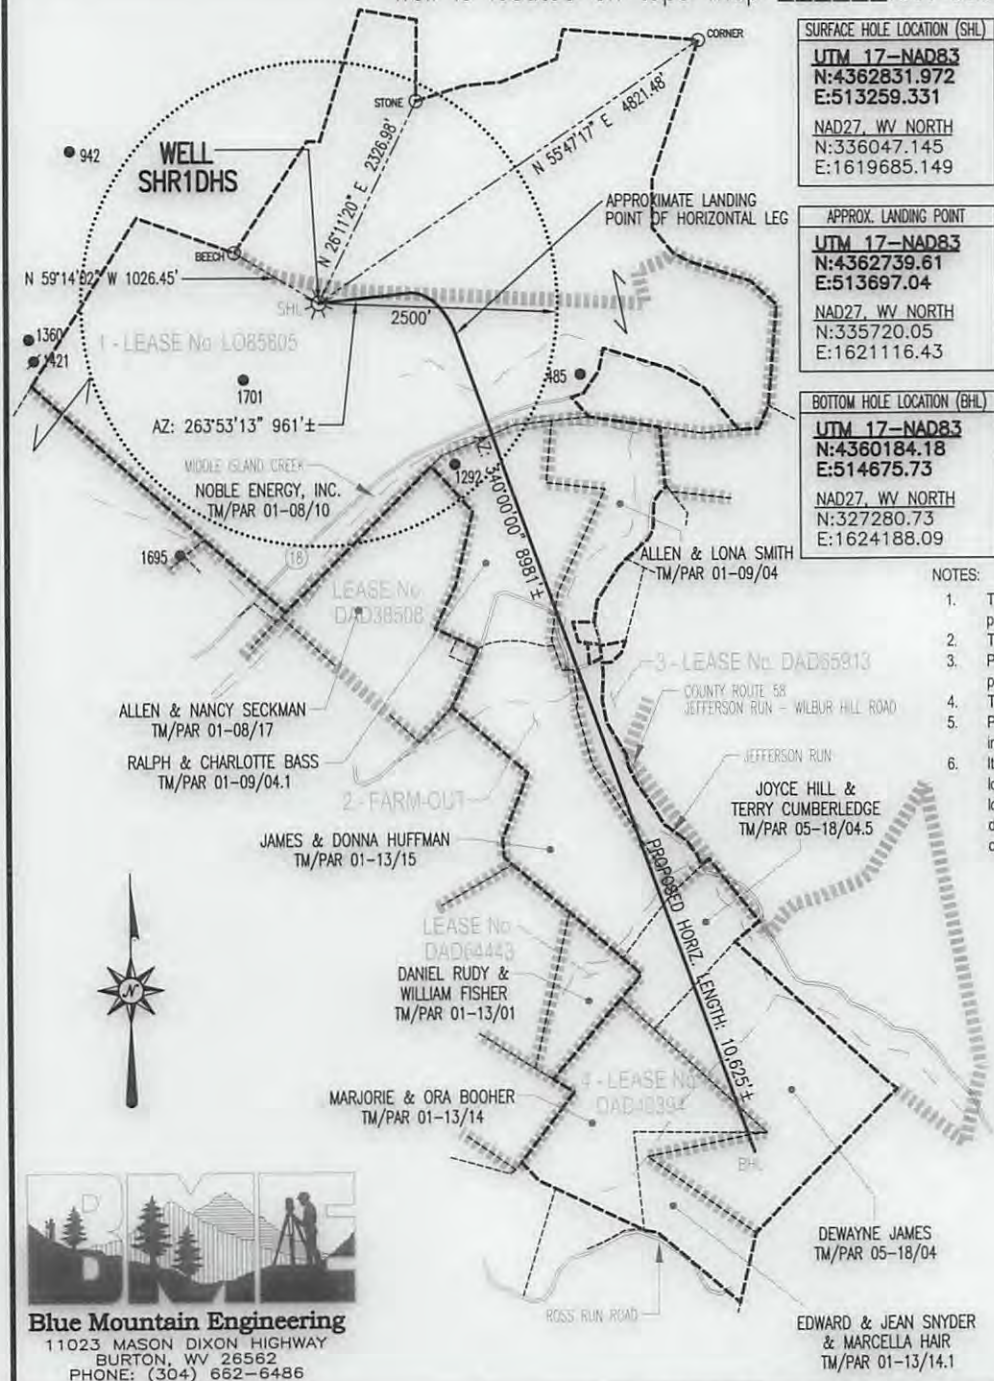 CORNER
STONE
942
WELL
SHR1DHS
N 26°11'20" E 2326.98'
N 55°47'17" E 4821.48'
APPROXIMATE LANDING
POINT OF HORIZONTAL LEG
BEECH
N 59°14'02" W 1026.45'
SHL
2500'
1360
1421
1 - LEASE No. LO85805
1701
485
AZ: 263°53'13" 961'±
MIDDLE ISLAND CREEK
1292
NOBLE ENERGY, INC.
TM/PAR 01-08/10
AZ: 340°00'00" 8981'±
1695
18
ALLEN & LONA SMITH
TM/PAR 01-09/04
LEASE No.
DAD38508
3 - LEASE No. DAD65913
COUNTY ROUTE 58
JEFFERSON RUN - WILBUR HILL ROAD
ALLEN & NANCY SECKMAN
TM/PAR 01-08/17
RALPH & CHARLOTTE BASS
TM/PAR 01-09/04.1
JEFFERSON RUN
2 - FARM-OUT
JOYCE HILL &
TERRY CUMBERLEDGE
TM/PAR 05-18/04.5
JAMES & DONNA HUFFMAN
TM/PAR 01-13/15
PROPOSED HORIZ. LENGTH: 10,625'±
LEASE No.
DAD64443
DANIEL RUDY &
WILLIAM FISHER
TM/PAR 01-13/01
N
4 - LEASE No.
MARJORIE & ORA BOOHER
TM/PAR 01-13/14
BHL
DEWAYNE JAMES
TM/PAR 05-18/04
ROSS RUN ROAD
EDWARD & JEAN SNYDER
& MARCELLA HAIR
TM/PAR 01-13/14.1
SURFACE HOLE LOCATION (SHL)
UTM 17-NAD83
N:4362831.972
E:513259.331
NAD27, WV NORTH
N:336047.145
E:1619685.149
APPROX. LANDING POINT
UTM 17-NAD83
N:4362739.61
E:513697.04
NAD27, WV NORTH
N:335720.05
E:1621116.43
BOTTOM HOLE LOCATION (BHL)
UTM 17-NAD83
N:4360184.18
E:514675.73
NAD27, WV NORTH
N:327280.73
E:1624188.09
NOTES:
1.
2.
3.
4.
5.
6.
BME
Blue Mountain Engineering
11023 MASON DIXON HIGHWAY
BURTON, WV 26562
PHONE: (304) 662-6486